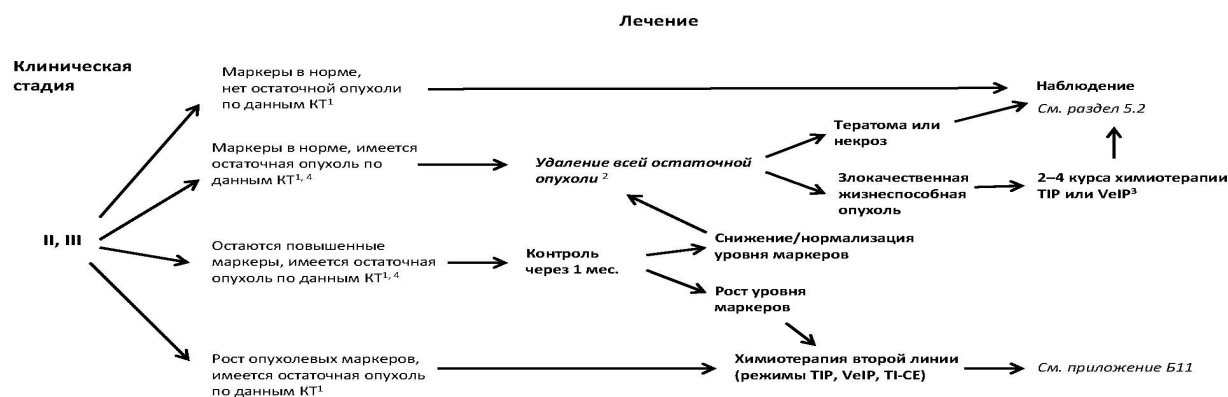 Лечение
Клиническая
стадия
Маркеры в норме,
нет остаточной опухоли
по данным КТ¹
Наблюдение
См. раздел 5.2
Маркеры в норме, имеется
остаточная опухоль по
данным КТ¹, ⁴
Удаление всей остаточной
опухоли ²
Тератома или
некроз
Злокачественная
жизнеспособная
опухоль
2–4 курса химиотерапии
TIP или VeIP³
II, III
Остаются повышенные
маркеры, имеется остаточная
опухоль по данным КТ¹, ⁴
Контроль
через 1 мес.
Снижение/нормализация
уровня маркеров
Рост уровня
маркеров
Рост опухолевых маркеров,
имеется остаточная опухоль
по данным КТ¹
Химиотерапия второй линии
(режимы TIP, VeIP, TI-CE)
См. приложение Б11